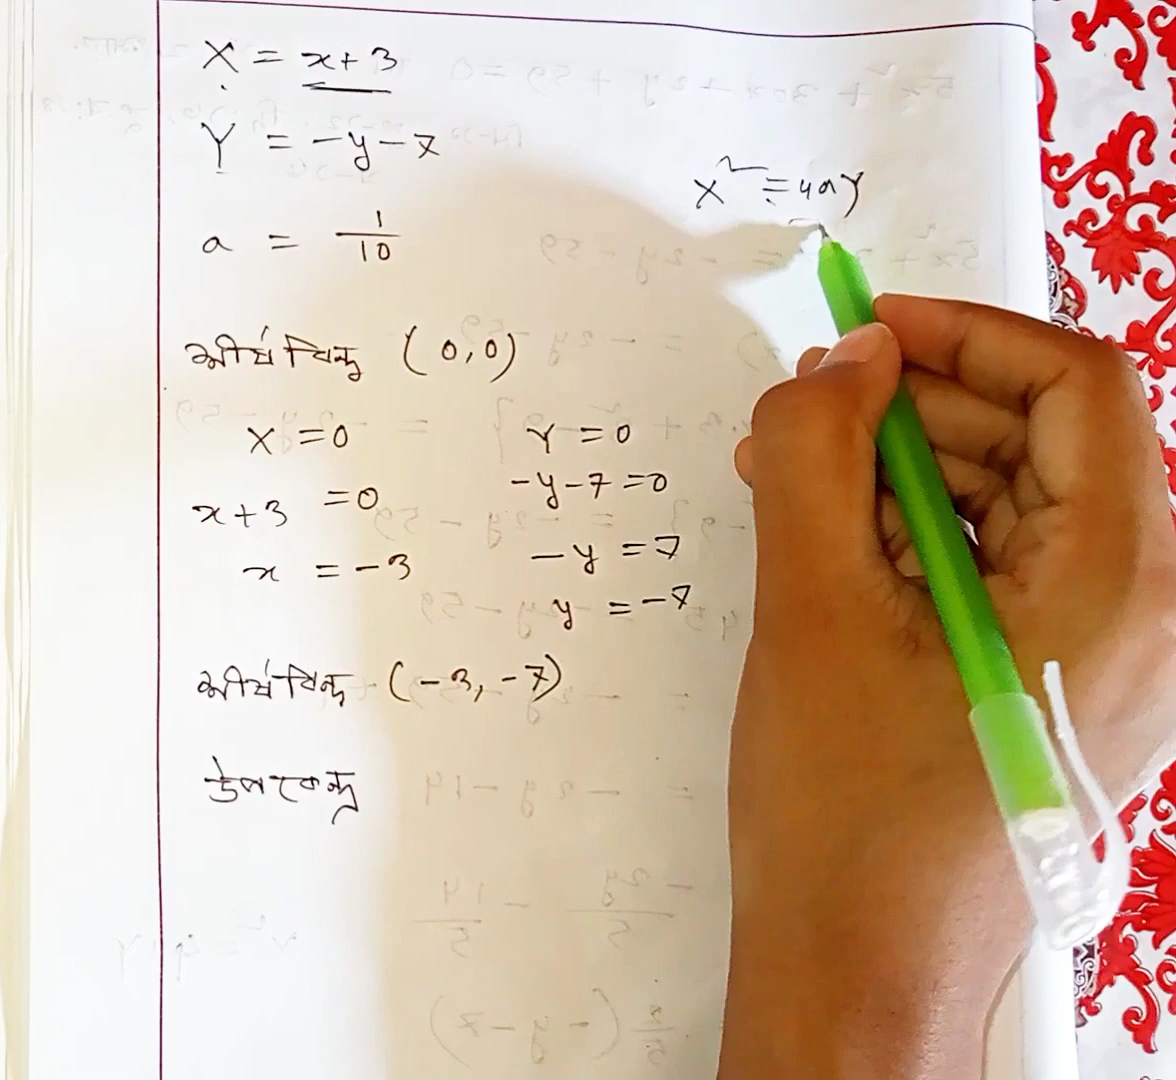 X = x+3
Y = -y-7
X² = 4aY
a = 1/10
শীর্ষবিন্দু (0,0)
X = 0 Y = 0
x+3 = 0 -y-7=0
x = -3 -y = 7
y = -7
শীর্ষবিন্দু (-3,-7)
উপকেন্দ্র